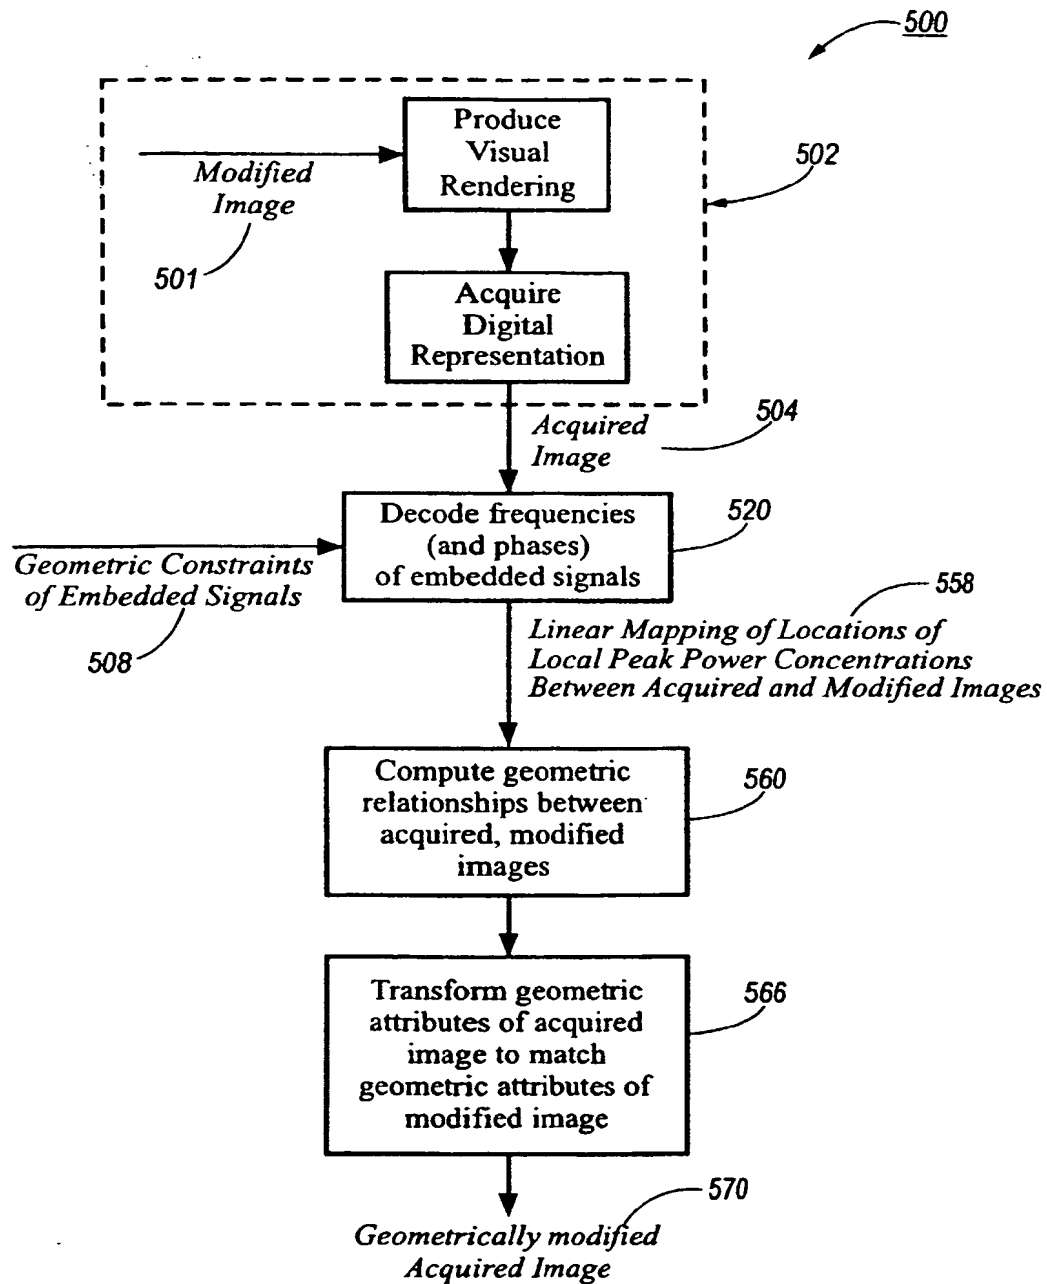 500
Produce
Visual
Rendering
502
Modified
Image
501
Acquire
Digital
Representation
504
Acquired
Image
Decode frequencies
(and phases)
of embedded signals
520
Geometric Constraints
of Embedded Signals
508
558
Linear Mapping of Locations of
Local Peak Power Concentrations
Between Acquired and Modified Images
Compute geometric
relationships between
acquired, modified
images
560
Transform geometric
attributes of acquired
image to match
geometric attributes of
modified image
566
570
Geometrically modified
Acquired Image